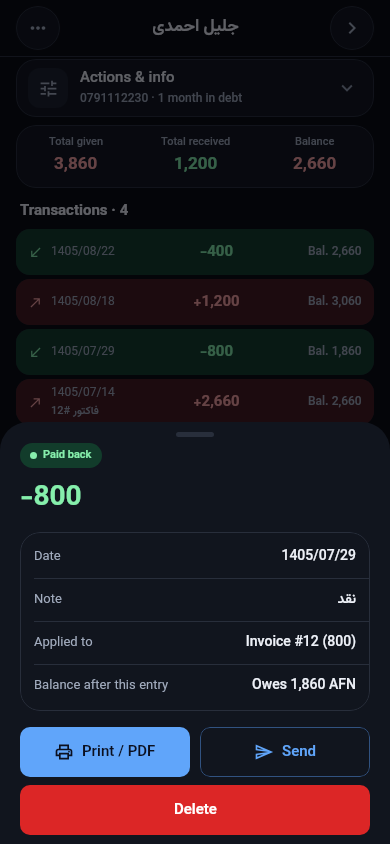 جلیل احمدی
Actions & info
0791112230 · 1 month in debt
Total given Total received Balance
3,860 1,200 2,660
Transactions · 4
1405/08/22 −400 Bal. 2,660
1405/08/18 +1,200 Bal. 3,060
1405/07/29 −800 Bal. 1,860
1405/07/14
فاکتور #12
+2,660 Bal. 2,660
Paid back
−800
Date 1405/07/29
Note نقد
Applied to Invoice #12 (800)
Balance after this entry Owes 1,860 AFN
Print / PDF Send
Delete